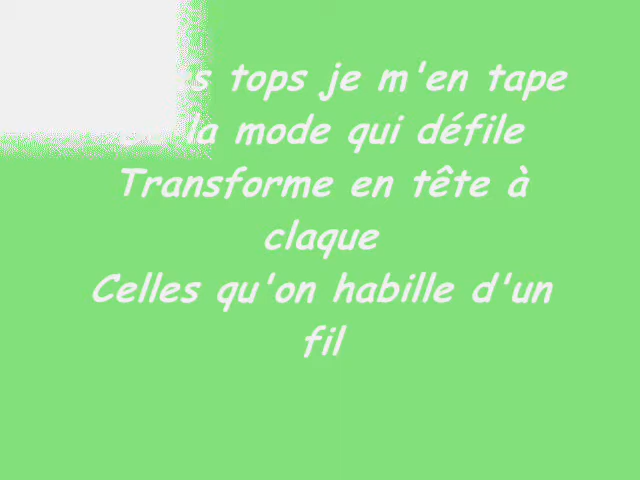 tops je m'en tape
la mode qui défile
Transforme en tête à
claque
Celles qu'on habille d'un
fil